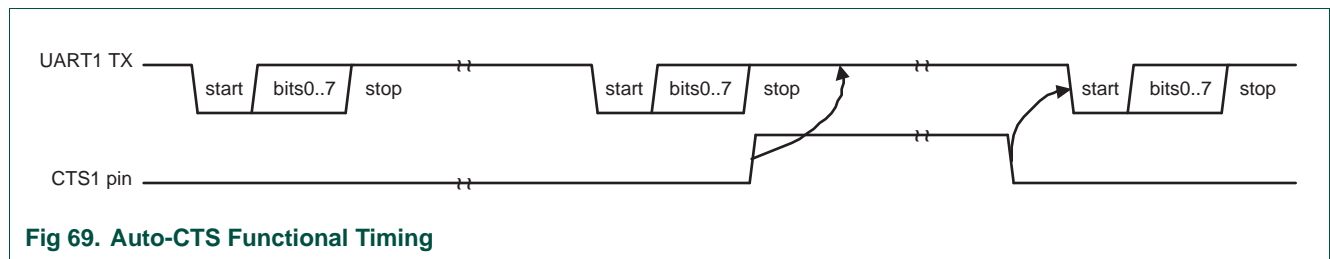 UART1 TX
start bits0..7 stop start bits0..7 stop start bits0..7 stop
CTS1 pin
Fig 69. Auto-CTS Functional Timing